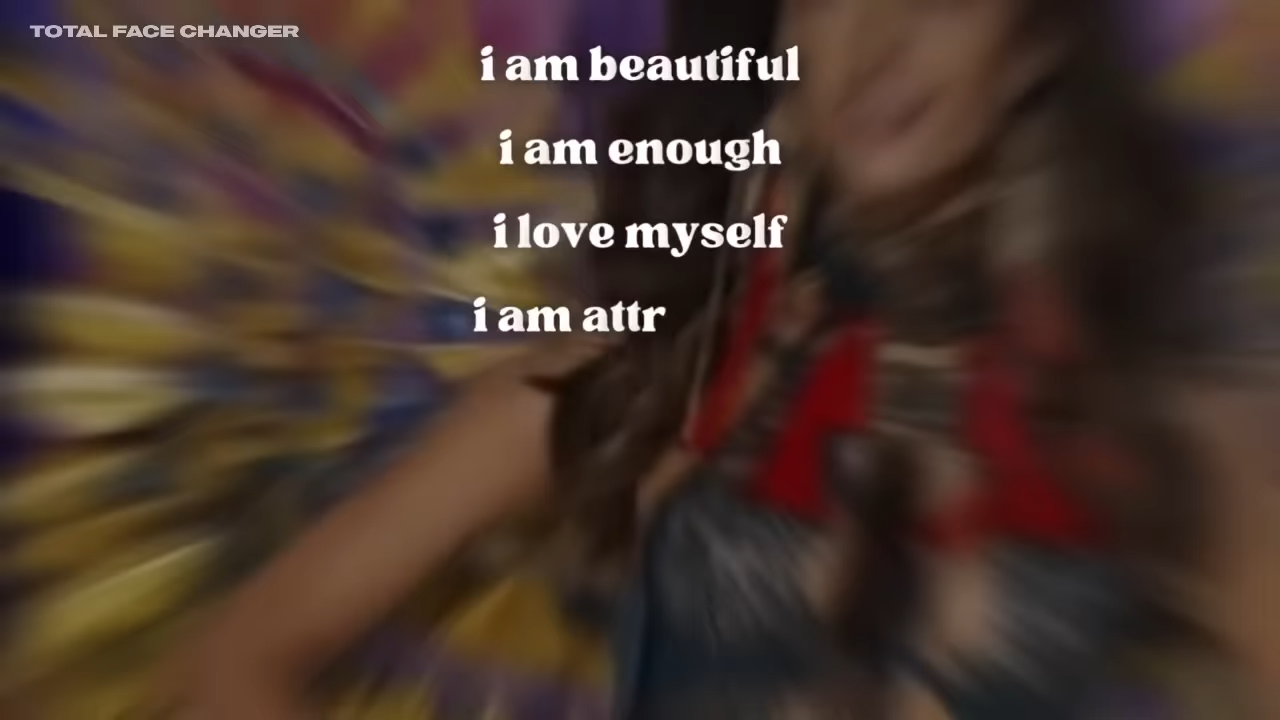 TOTAL FACE CHANGER
i am beautiful
i am enough
i love myself
i am attr